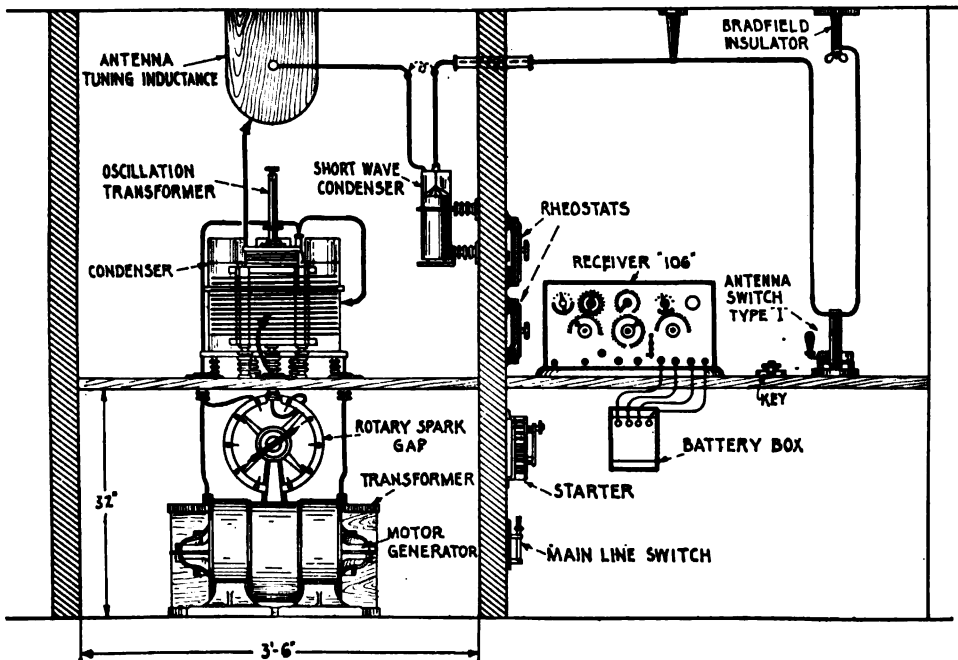 BRADFIELD
INSULATOR
ANTENNA
TUNING INDUCTANCE
OSCILLATION
TRANSFORMER
SHORT WAVE
CONDENSER
RHEOSTATS
CONDENSER
RECEIVER "106"
ANTENNA
SWITCH
TYPE "I"
KEY
ROTARY SPARK
GAP
BATTERY BOX
TRANSFORMER
STARTER
32"
MOTOR
GENERATOR
MAIN LINE SWITCH
3'-6"